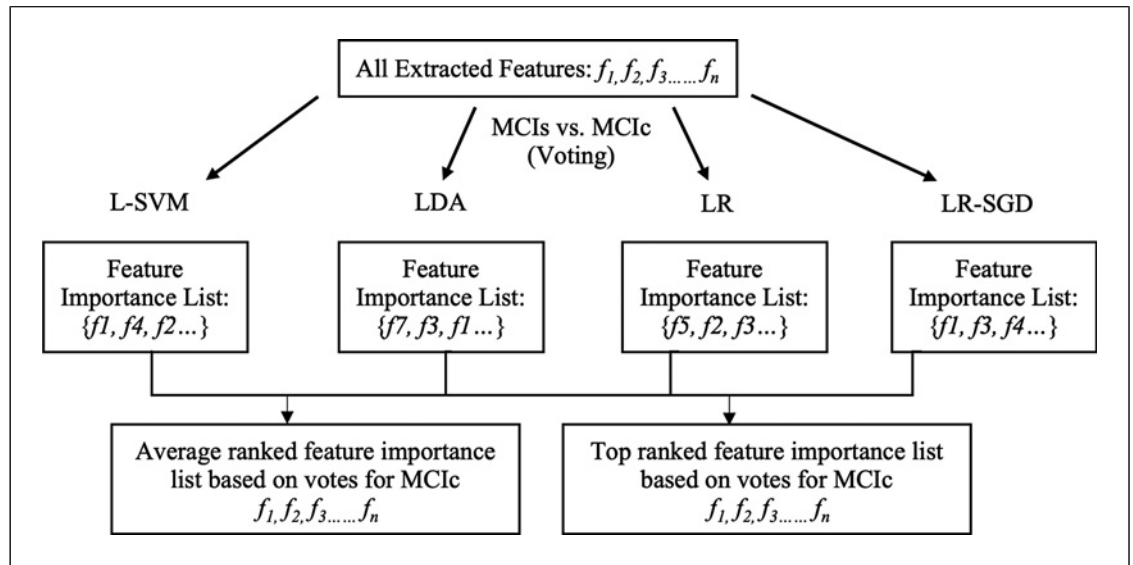 All Extracted Features: f1, f2, f3...... fn
MCIs vs. MCIc
(Voting)
L-SVM
LDA
LR
LR-SGD
Feature
Importance List:
{f1, f4, f2...}
Feature
Importance List:
{f7, f3, f1...}
Feature
Importance List:
{f5, f2, f3...}
Feature
Importance List:
{f1, f3, f4...}
Average ranked feature importance
list based on votes for MCIc
f1, f2, f3...... fn
Top ranked feature importance list
based on votes for MCIc
f1, f2, f3...... fn